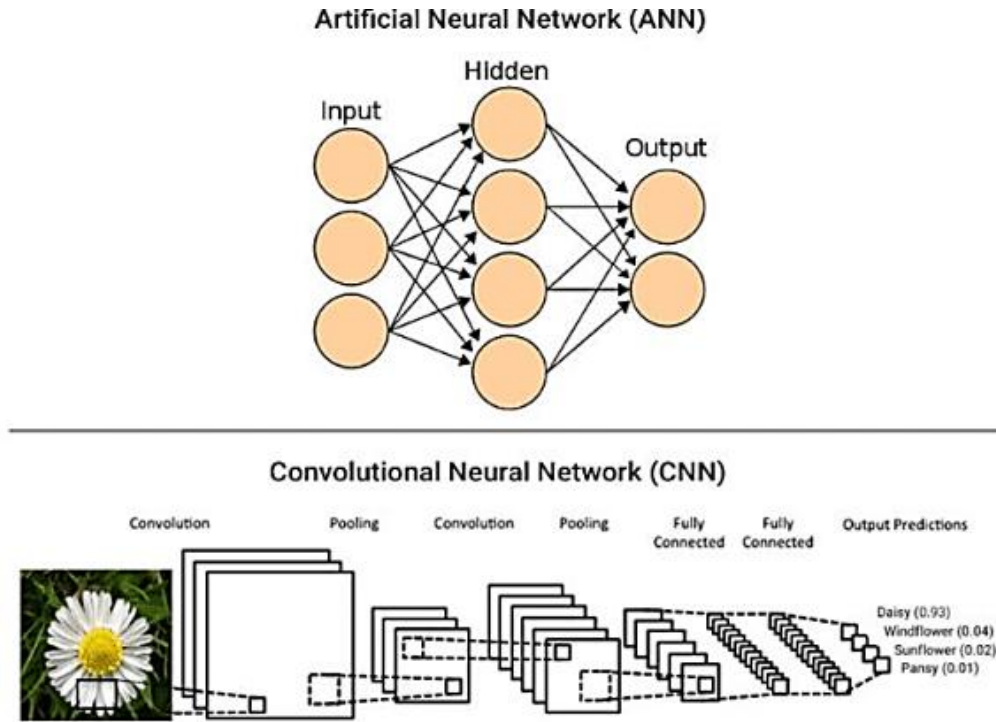 Artificial Neural Network (ANN)
Hidden
Input
Output
Convolutional Neural Network (CNN)
Convolution
Pooling
Convolution
Pooling
Fully
Connected
Fully
Connected
Output Predictions
Daisy (0.93)
Windflower (0.04)
Sunflower (0.02)
Pansy (0.01)